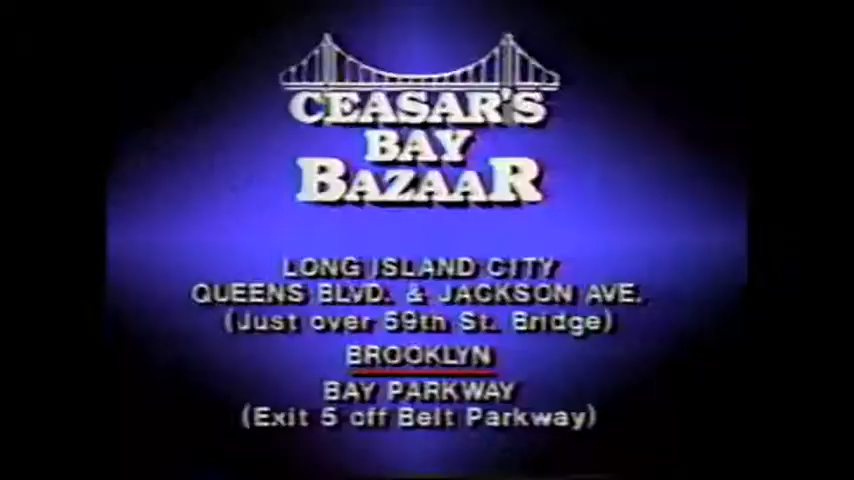 CEASAR'S
BAY
BAZAAR
LONG ISLAND CITY
QUEENS BLVD. & JACKSON AVE.
(Just over 59th St. Bridge)
BROOKLYN
BAY PARKWAY
(Exit 5 off Belt Parkway)